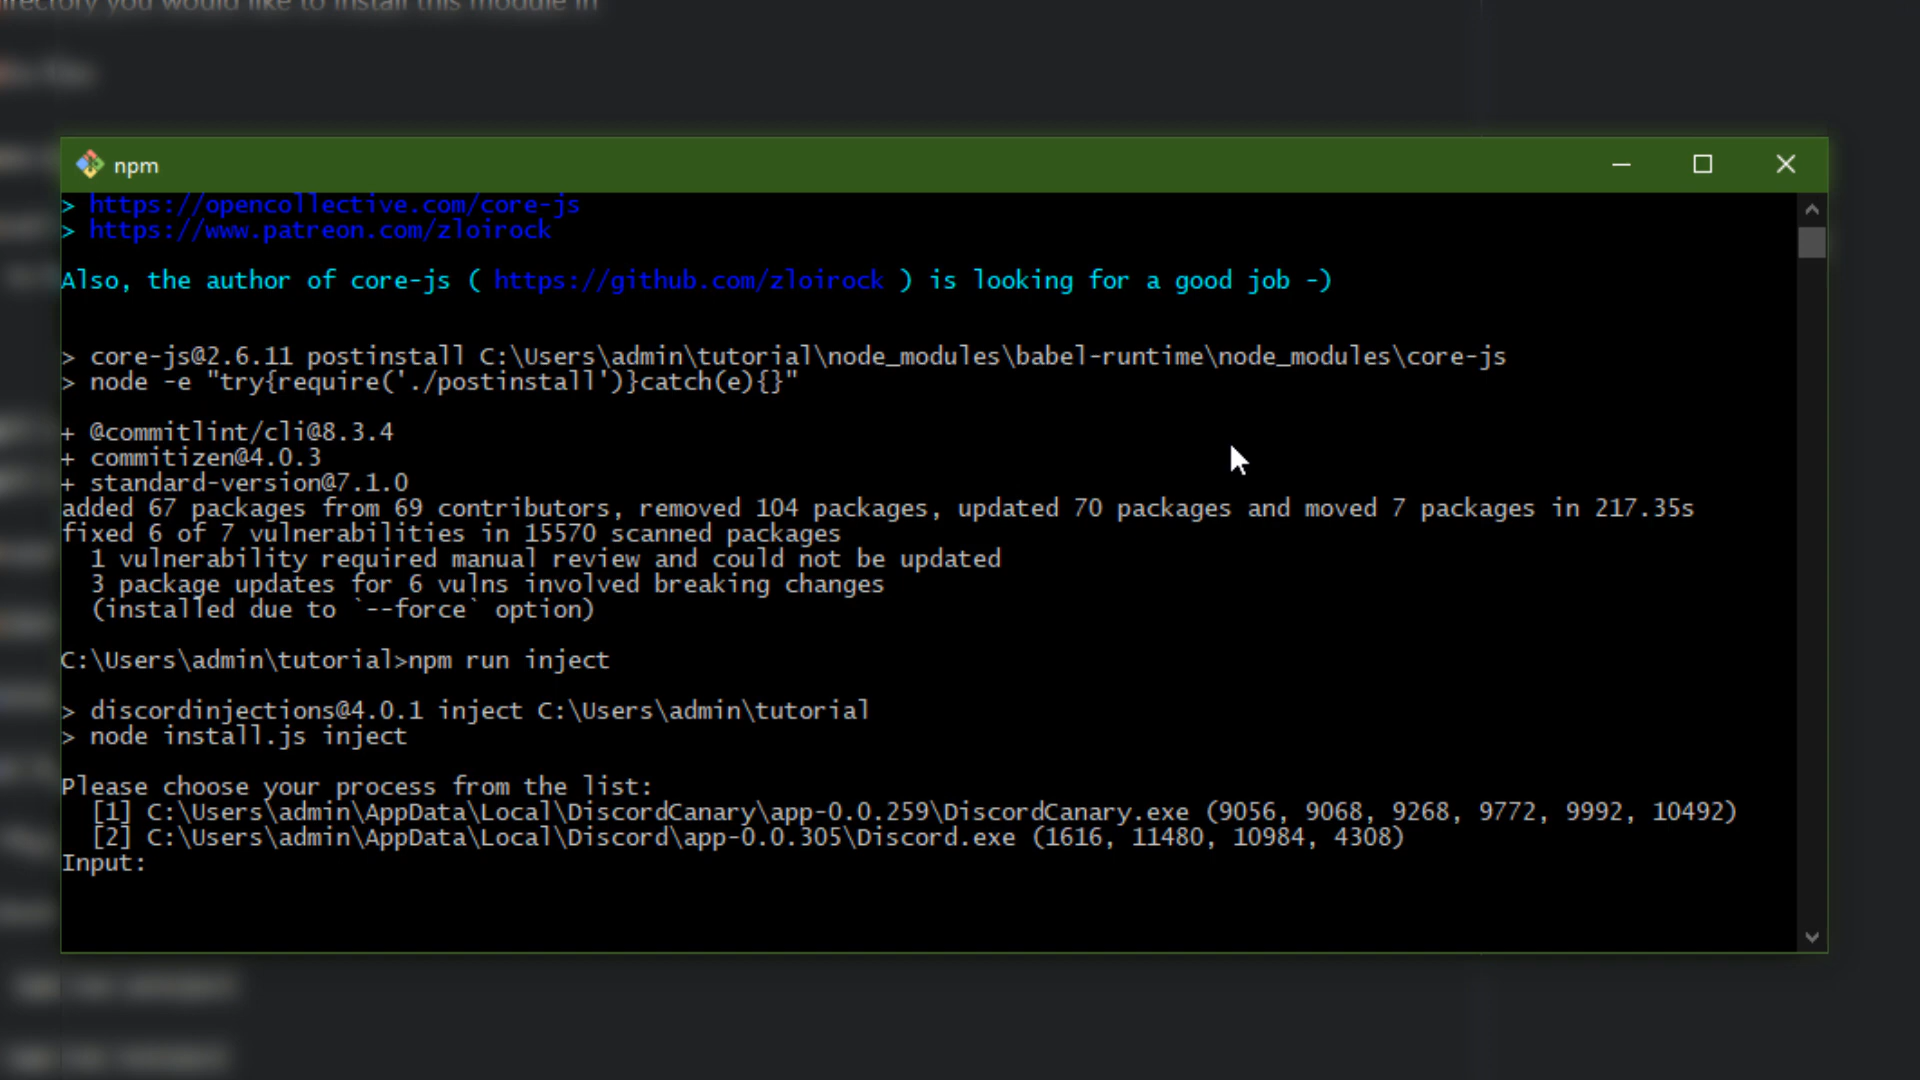 directory you would like to install this module in
npm
> https://opencollective.com/core-js
> https://www.patreon.com/zloirock
Also, the author of core-js ( https://github.com/zloirock ) is looking for a good job -)
> core-js@2.6.11 postinstall C:\Users\admin\tutorial\node_modules\babel-runtime\node_modules\core-js
> node -e "try{require('./postinstall')}catch(e){}"
+ @commitlint/cli@8.3.4
+ commitizen@4.0.3
+ standard-version@7.1.0
added 67 packages from 69 contributors, removed 104 packages, updated 70 packages and moved 7 packages in 217.35s
fixed 6 of 7 vulnerabilities in 15570 scanned packages
1 vulnerability required manual review and could not be updated
3 package updates for 6 vulns involved breaking changes
(installed due to `--force` option)
C:\Users\admin\tutorial>npm run inject
> discordinjections@4.0.1 inject C:\Users\admin\tutorial
> node install.js inject
Please choose your process from the list:
[1] C:\Users\admin\AppData\Local\DiscordCanary\app-0.0.259\DiscordCanary.exe (9056, 9068, 9268, 9772, 9992, 10492)
[2] C:\Users\admin\AppData\Local\Discord\app-0.0.305\Discord.exe (1616, 11480, 10984, 4308)
Input: